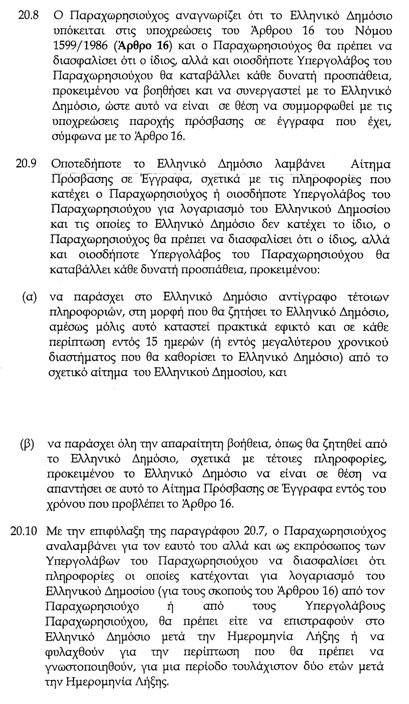 20.8 Ο Παραχωρησιούχος αναγνωρίζει ότι το Ελληνικό Δημόσιο
υπόκειται στις υποχρεώσεις του Άρθρου 16 του Νόμου
1599/1986 (Άρθρο 16) και ο Παραχωρησιούχος θα πρέπει να
διασφαλίσει ότι ο ίδιος, αλλά και οιοσδήποτε Υπεργολάβος του
Παραχωρησιούχου θα καταβάλλει κάθε δυνατή προσπάθεια,
προκειμένου να βοηθήσει και να συνεργαστεί με το Ελληνικό
Δημόσιο, ώστε αυτό να είναι σε θέση να συμμορφωθεί με τις
υποχρεώσεις παροχής πρόσβασης σε έγγραφα που έχει,
σύμφωνα με το Άρθρο 16.
20.9 Οποτεδήποτε το Ελληνικό Δημόσιο λαμβάνει Αίτημα
Πρόσβασης σε Έγγραφα, σχετικά με τις πληροφορίες που
κατέχει ο Παραχωρησιούχος ή οιοσδήποτε Υπεργολάβος του
Παραχωρησιούχου για λογαριασμό του Ελληνικού Δημοσίου
και τις οποίες το Ελληνικό Δημόσιο δεν κατέχει το ίδιο, ο
Παραχωρησιούχος θα πρέπει να διασφαλίσει ότι ο ίδιος, αλλά
και οιοσδήποτε Υπεργολάβος του Παραχωρησιούχου θα
καταβάλλει κάθε δυνατή προσπάθεια, προκειμένου:
(α) να παράσχει στο Ελληνικό Δημόσιο αντίγραφο τέτοιων
πληροφοριών, στη μορφή που θα ζητήσει το Ελληνικό Δημόσιο,
αμέσως μόλις αυτό καταστεί πρακτικά εφικτό και σε κάθε
περίπτωση εντός 15 ημερών (ή εντός μεγαλύτερου χρονικού
διαστήματος που θα καθορίσει το Ελληνικό Δημόσιο) από το
σχετικό αίτημα του Ελληνικού Δημοσίου, και
(β) να παράσχει όλη την απαραίτητη βοήθεια, όπως θα ζητηθεί από
το Ελληνικό Δημόσιο, σχετικά με τέτοιες πληροφορίες,
προκειμένου το Ελληνικό Δημόσιο να είναι σε θέση να
απαντήσει σε αυτό το Αίτημα Πρόσβασης σε Έγγραφα εντός του
χρόνου που προβλέπει το Άρθρο 16.
20.10 Με την επιφύλαξη της παραγράφου 20.7, ο Παραχωρησιούχος
αναλαμβάνει για τον εαυτό του αλλά και ως εκπρόσωπος των
Υπεργολάβων του Παραχωρησιούχου να διασφαλίσει ότι
πληροφορίες οι οποίες κατέχονται για λογαριασμό του
Ελληνικού Δημοσίου (για τους σκοπούς του Άρθρου 16) από τον
Παραχωρησιούχο ή από τους Υπεργολάβους
Παραχωρησιούχου, θα πρέπει είτε να επιστραφούν στο
Ελληνικό Δημόσιο μετά την Ημερομηνία Λήξης ή να
φυλαχθούν για την περίπτωση που θα πρέπει να
γνωστοποιηθούν, για μια περίοδο τουλάχιστον δύο ετών μετά
την Ημερομηνία Λήξης.